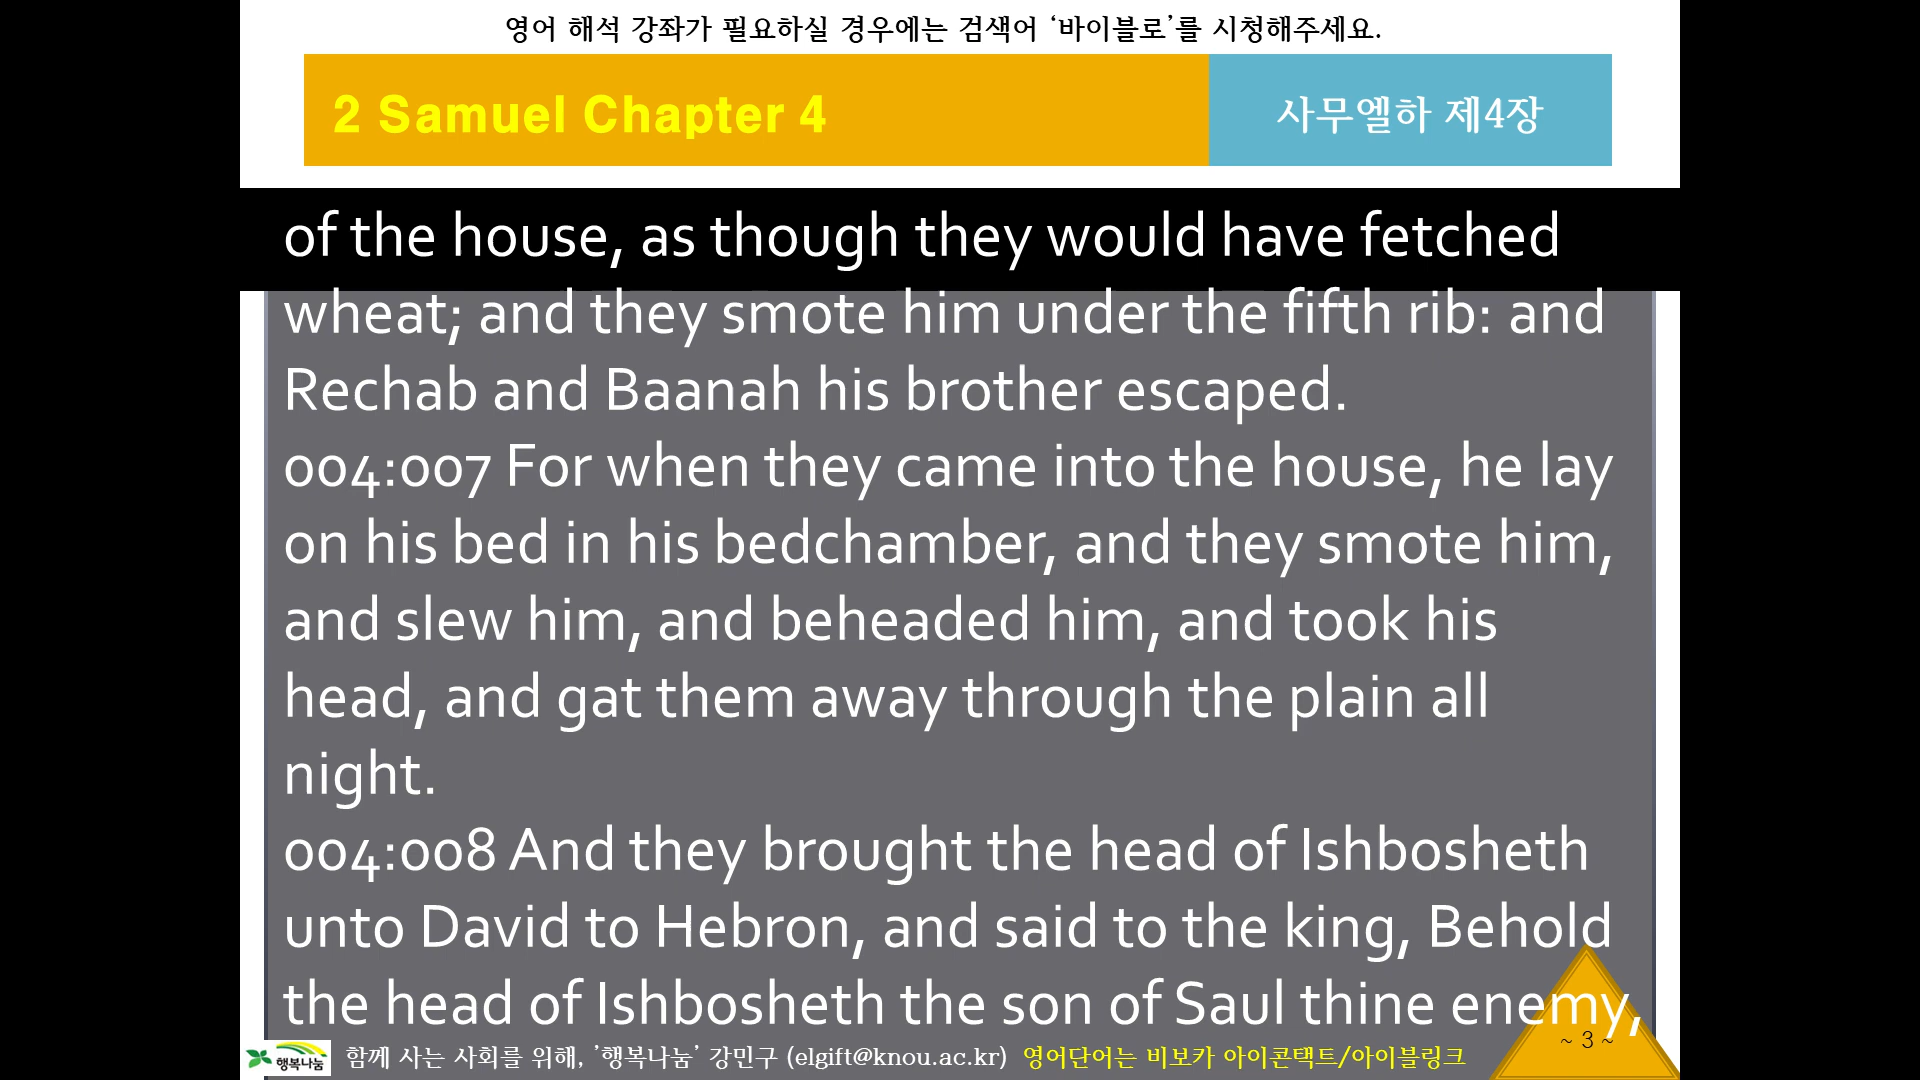 영어 해석 강좌가 필요하실 경우에는 검색어 ‘바이블로’를 시청해주세요.
2 Samuel Chapter 4
사무엘하 제4장
of the house, as though they would have fetched
wheat; and they smote him under the fifth rib: and
Rechab and Baanah his brother escaped.
004:007 For when they came into the house, he lay
on his bed in his bedchamber, and they smote him,
and slew him, and beheaded him, and took his
head, and gat them away through the plain all
night.
004:008 And they brought the head of Ishbosheth
unto David to Hebron, and said to the king, Behold
the head of Ishbosheth the son of Saul thine enemy,
~ 3 ~
행복나눔
함께 사는 사회를 위해, ’행복나눔’ 강민구 (elgift@knou.ac.kr) 영어단어는 비보카 아이콘택트/아이블링크